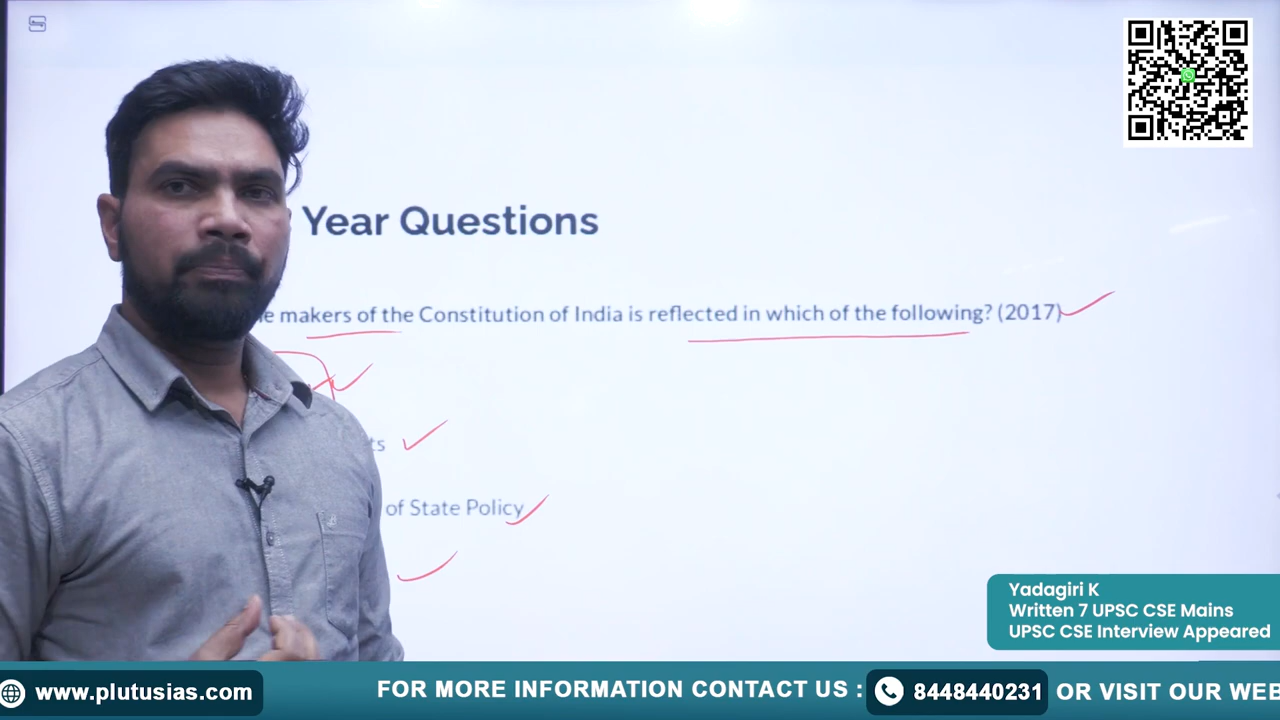 Year Questions
makers of the Constitution of India is reflected in which of the following? (2017)
of State Policy
Yadagiri K
Written 7 UPSC CSE Mains
UPSC CSE Interview Appeared
www.plutusias.com
FOR MORE INFORMATION CONTACT US :
8448440231
OR VISIT OUR WEB